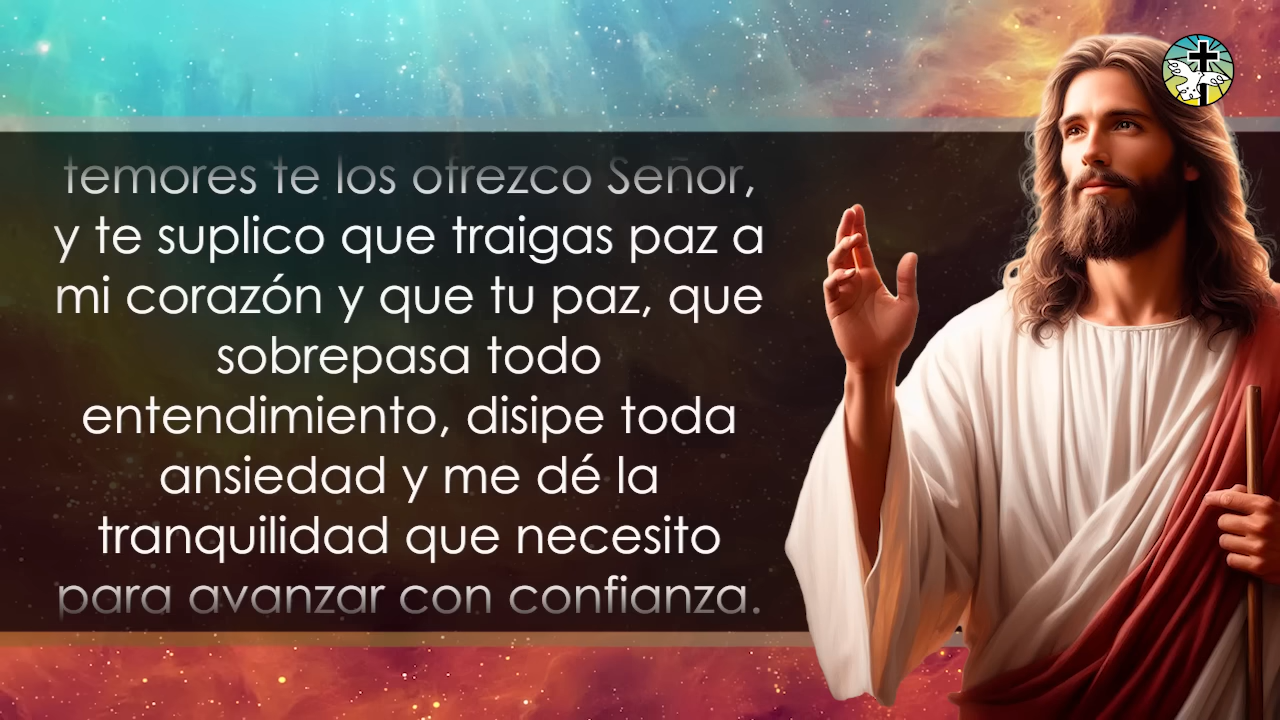 temores te los ofrezco Señor,
y te suplico que traigas paz a
mi corazón y que tu paz, que
sobrepasa todo
entendimiento, disipe toda
ansiedad y me dé la
tranquilidad que necesito
para avanzar con confianza.